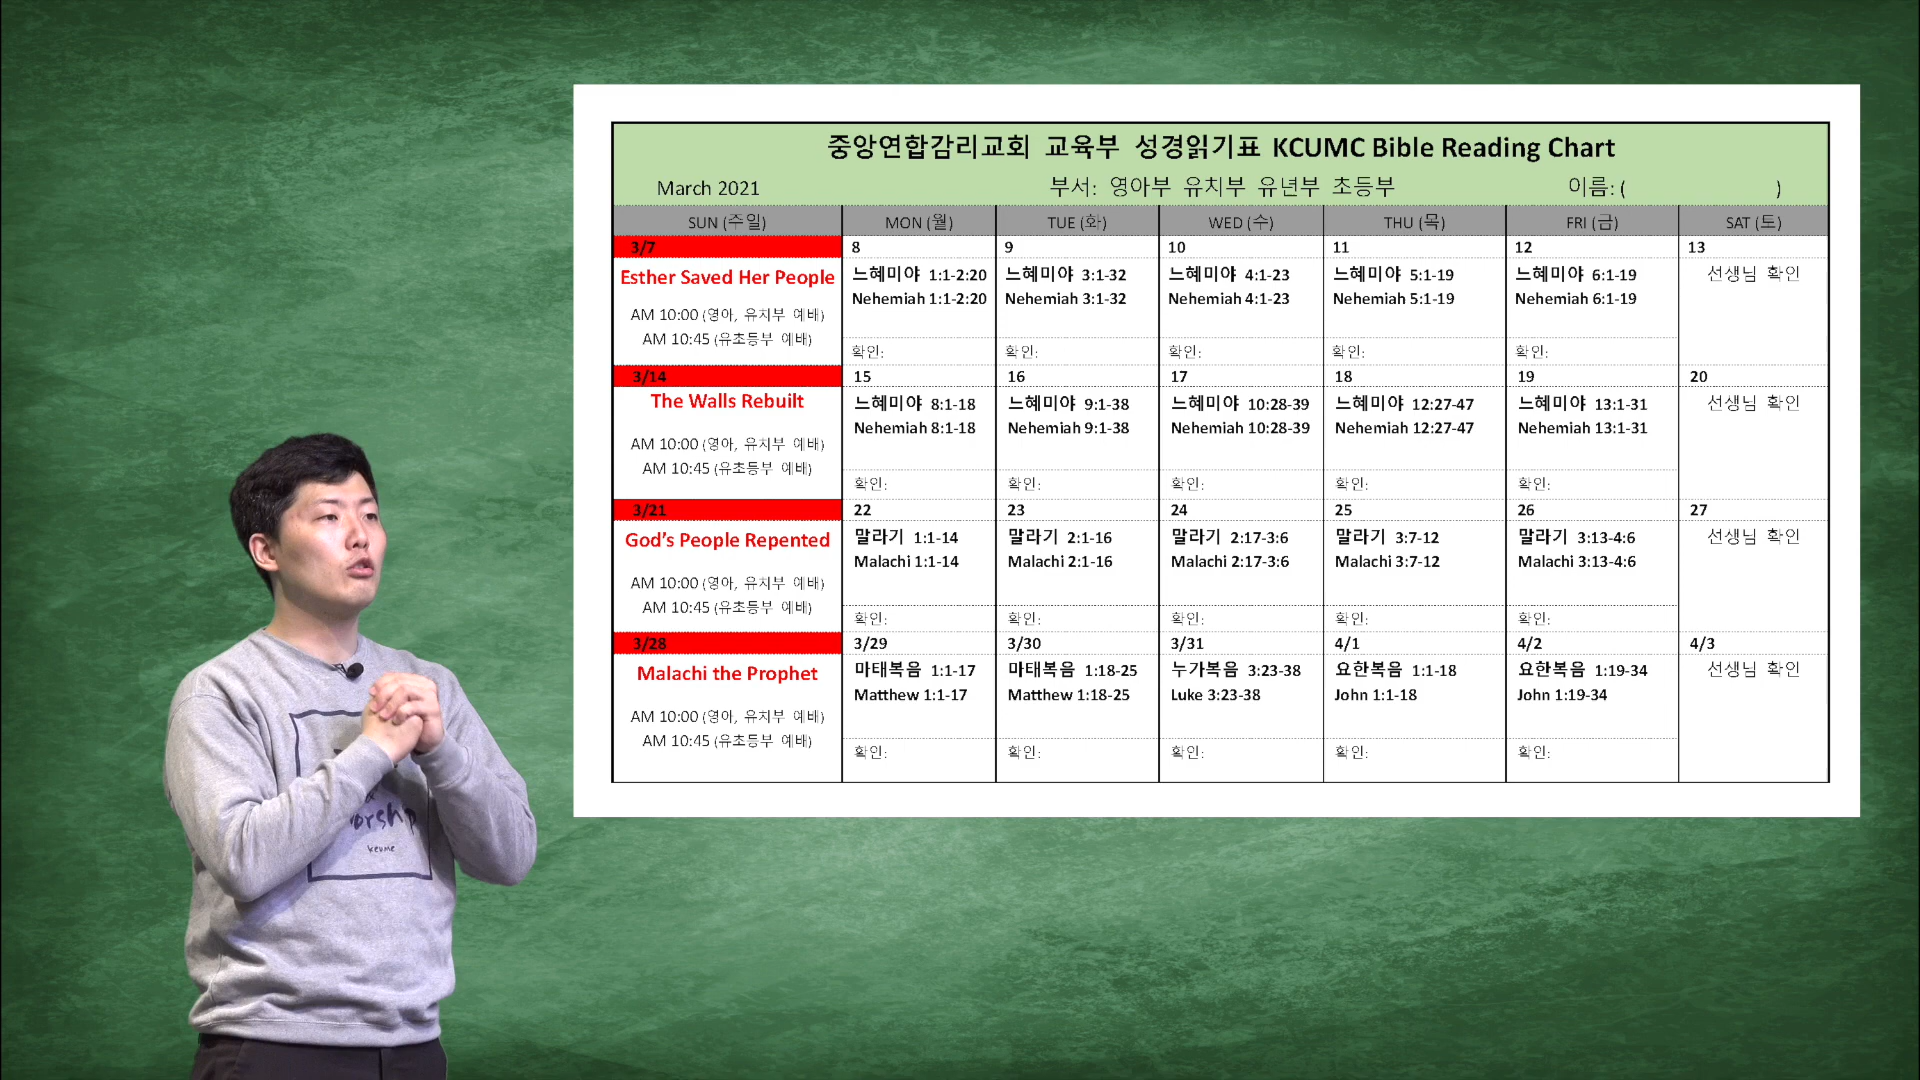 중앙연합감리교회 교육부 성경읽기표 KCUMC Bible Reading Chart
March 2021 부서: 영아부 유치부 유년부 초등부 이름: ( )
SUN (주일) MON (월) TUE (화) WED (수) THU (목) FRI (금) SAT (토)
3/7 8 9 10 11 12 13
Esther Saved Her People 느헤미야 1:1-2:20 느헤미야 3:1-32 느헤미야 4:1-23 느헤미야 5:1-19 느헤미야 6:1-19 선생님 확인
Nehemiah 1:1-2:20 Nehemiah 3:1-32 Nehemiah 4:1-23 Nehemiah 5:1-19 Nehemiah 6:1-19
AM 10:00 (영아, 유치부 예배)
AM 10:45 (유초등부 예배)
확인: 확인: 확인: 확인: 확인:
3/14 15 16 17 18 19 20
The Walls Rebuilt 느헤미야 8:1-18 느헤미야 9:1-38 느헤미야 10:28-39 느헤미야 12:27-47 느헤미야 13:1-31 선생님 확인
Nehemiah 8:1-18 Nehemiah 9:1-38 Nehemiah 10:28-39 Nehemiah 12:27-47 Nehemiah 13:1-31
AM 10:00 (영아, 유치부 예배)
AM 10:45 (유초등부 예배)
확인: 확인: 확인: 확인: 확인:
3/21 22 23 24 25 26 27
God's People Repented 말라기 1:1-14 말라기 2:1-16 말라기 2:17-3:6 말라기 3:7-12 말라기 3:13-4:6 선생님 확인
Malachi 1:1-14 Malachi 2:1-16 Malachi 2:17-3:6 Malachi 3:7-12 Malachi 3:13-4:6
AM 10:00 (영아, 유치부 예배)
AM 10:45 (유초등부 예배)
확인: 확인: 확인: 확인: 확인:
3/28 3/29 3/30 3/31 4/1 4/2 4/3
Malachi the Prophet 마태복음 1:1-17 마태복음 1:18-25 누가복음 3:23-38 요한복음 1:1-18 요한복음 1:19-34 선생님 확인
Matthew 1:1-17 Matthew 1:18-25 Luke 3:23-38 John 1:1-18 John 1:19-34
AM 10:00 (영아, 유치부 예배)
AM 10:45 (유초등부 예배)
확인: 확인: 확인: 확인: 확인: